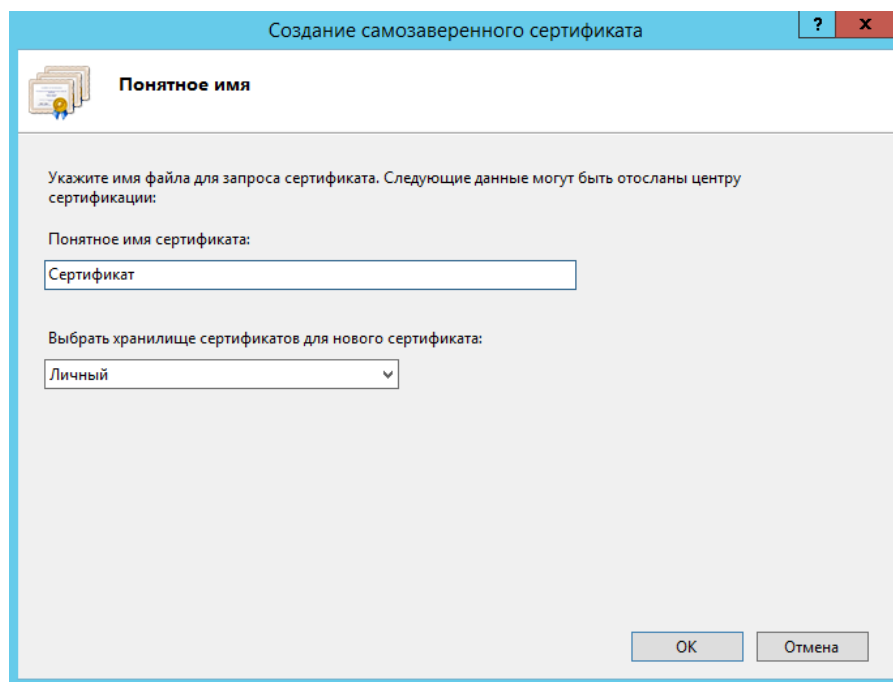 Создание самозаверенного сертификата
? x
Понятное имя
Укажите имя файла для запроса сертификата. Следующие данные могут быть отосланы центру
сертификации:
Понятное имя сертификата:
Сертификат
Выбрать хранилище сертификатов для нового сертификата:
Личный
ОК Отмена